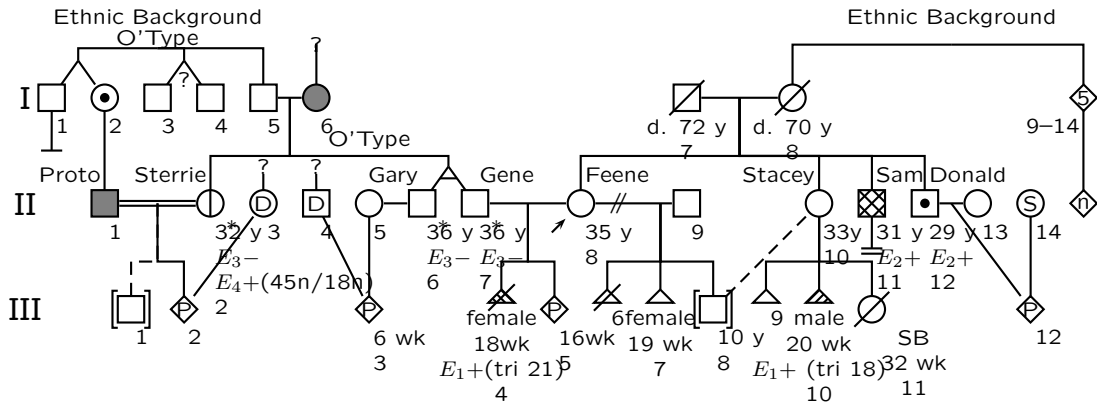 Ethnic Background Ethnic Background
O'Type
? ?
I 5
1 2 3 4 5 6 d. 72 y d. 70 y 9–14
O'Type 7 8
Proto Sterrie ? ? Gary Gene Feene Stacey Sam Donald
II D D S n
1 32 y 3 4 5 36 y 36 y 35 y 9 33y 31 y 29 y 13 14
* * *
E3– E3– E3– 8 10 E2+ E2+
E4+(45n/18n) 6 7 11 12
2
III P P P P
1 2 6 wk female 16wk 6 female 10 y 9 male SB 12
3 18wk 5 19 wk 8 20 wk 32 wk
E1+(tri 21) 7 E1+ (tri 18) 11
4 10